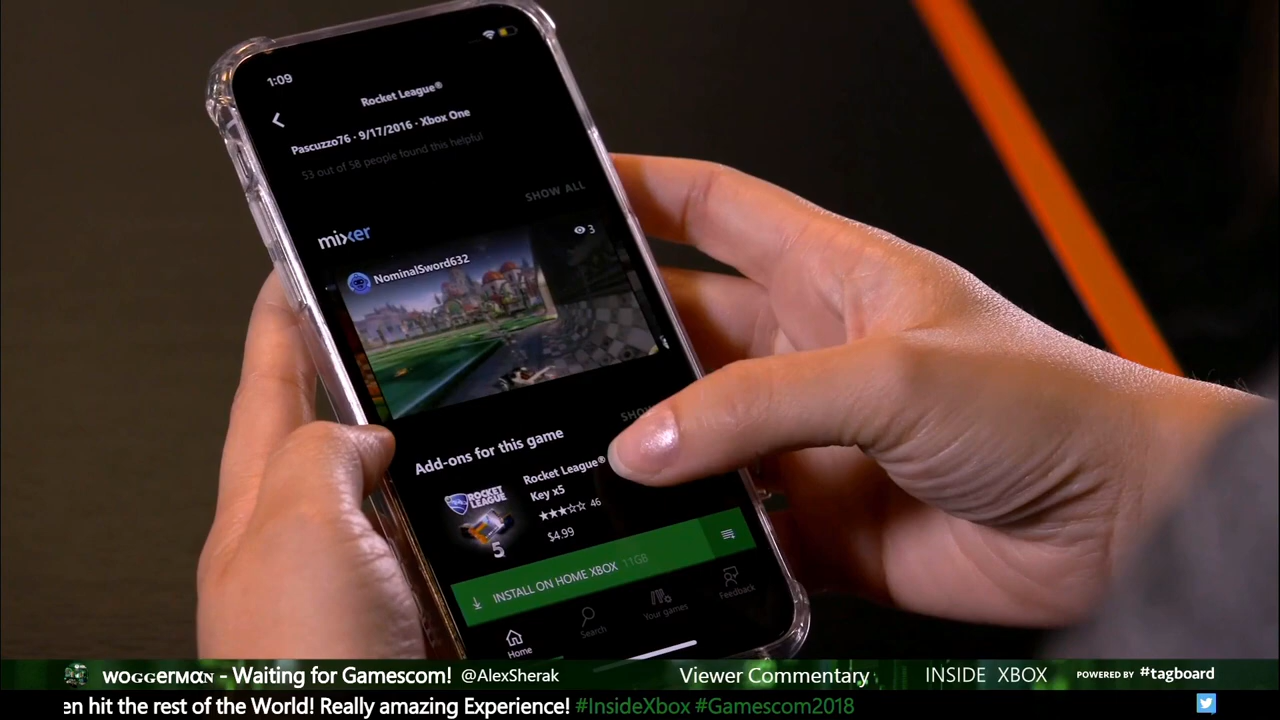 1:09
Rocket League®
Pascuzzo76 · 9/17/2016 · Xbox One
53 out of 58 people found this helpful
SHOW ALL
mixer
NominalSword632
3
SHO
Add-ons for this game
Rocket League®
Key x5
46
$4.99
ROCKET
LEAGUE
5
INSTALL ON HOME XBOX 11GB
Home
Search
Your games
Feedback
woɢɢerмαɴ - Waiting for Gamescom! @AlexSherak
Viewer Commentary
INSIDE XBOX
POWERED BY #tagboard
en hit the rest of the World! Really amazing Experience! #InsideXbox #Gamescom2018